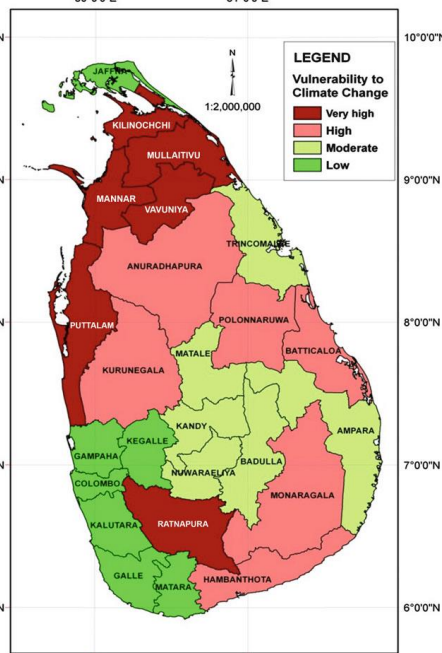 10°0'0"N
N
LEGEND
Vulnerability to
Climate Change
Very high
High
Moderate
Low
1:2,000,000
JAFFNA
KILINOCHCHI
MULLAITIVU
9°0'0"N
MANNAR
VAVUNIYA
TRINCOMALEE
ANURADHAPURA
POLONNARUWA
8°0'0"N
PUTTALAM
MATALE
BATTICALOA
KURUNEGALA
KANDY
AMPARA
KEGALLE
GAMPAHA
BADULLA
7°0'0"N
NUWARAELIYA
COLOMBO
MONARAGALA
KALUTARA
RATNAPURA
GALLE
MATARA
HAMBANTHOTA
6°0'0"N